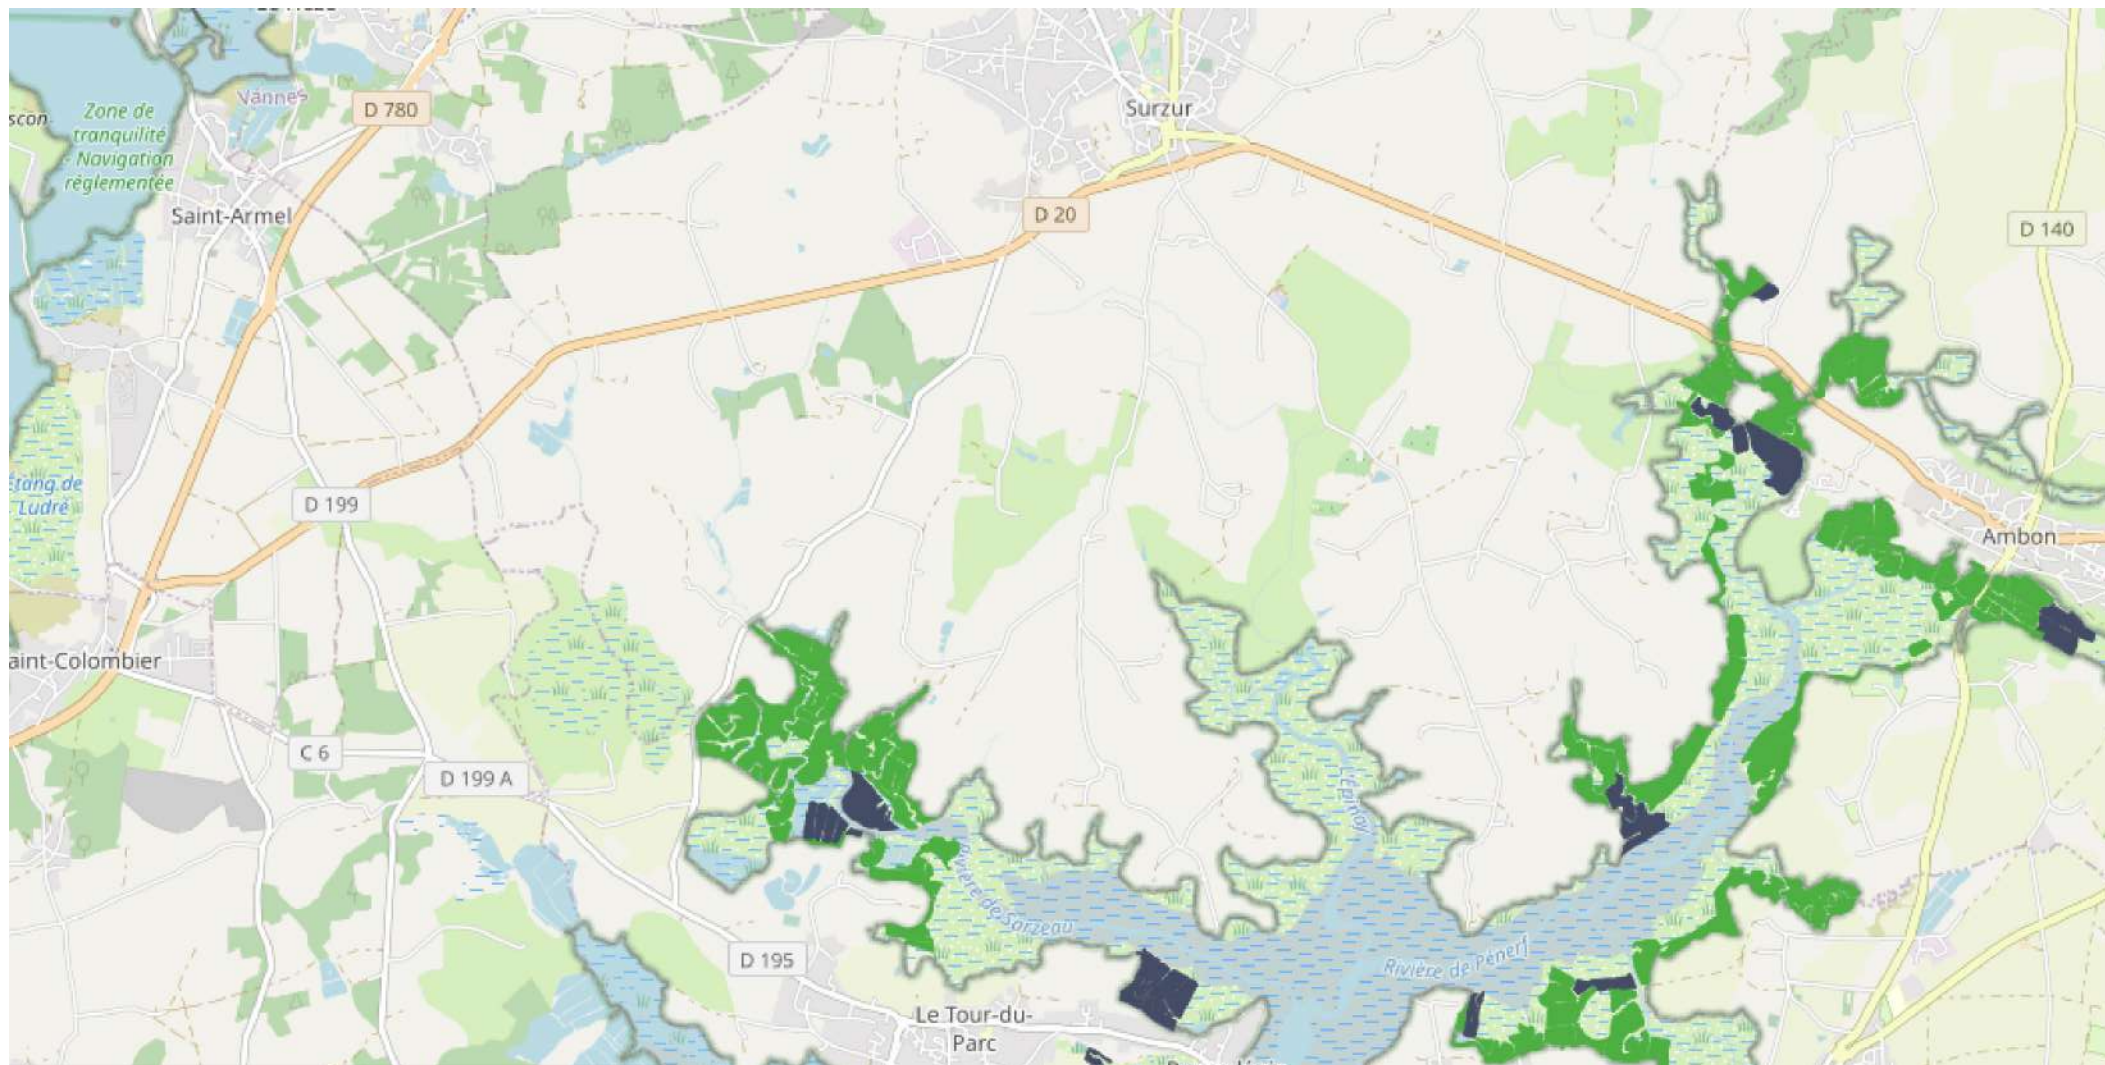 Vannes
D 780
Surzur
scon
Zone de
tranquilité
- Navigation
réglementée
Saint-Armel
D 20
D 140
Étang de
Ludré
D 199
Ambon
aint-Colombier
C 6
D 199 A
L'Épinay
Rivière de Sarzeau
D 195
Rivière de Pénerf
Le Tour-du-
Parc